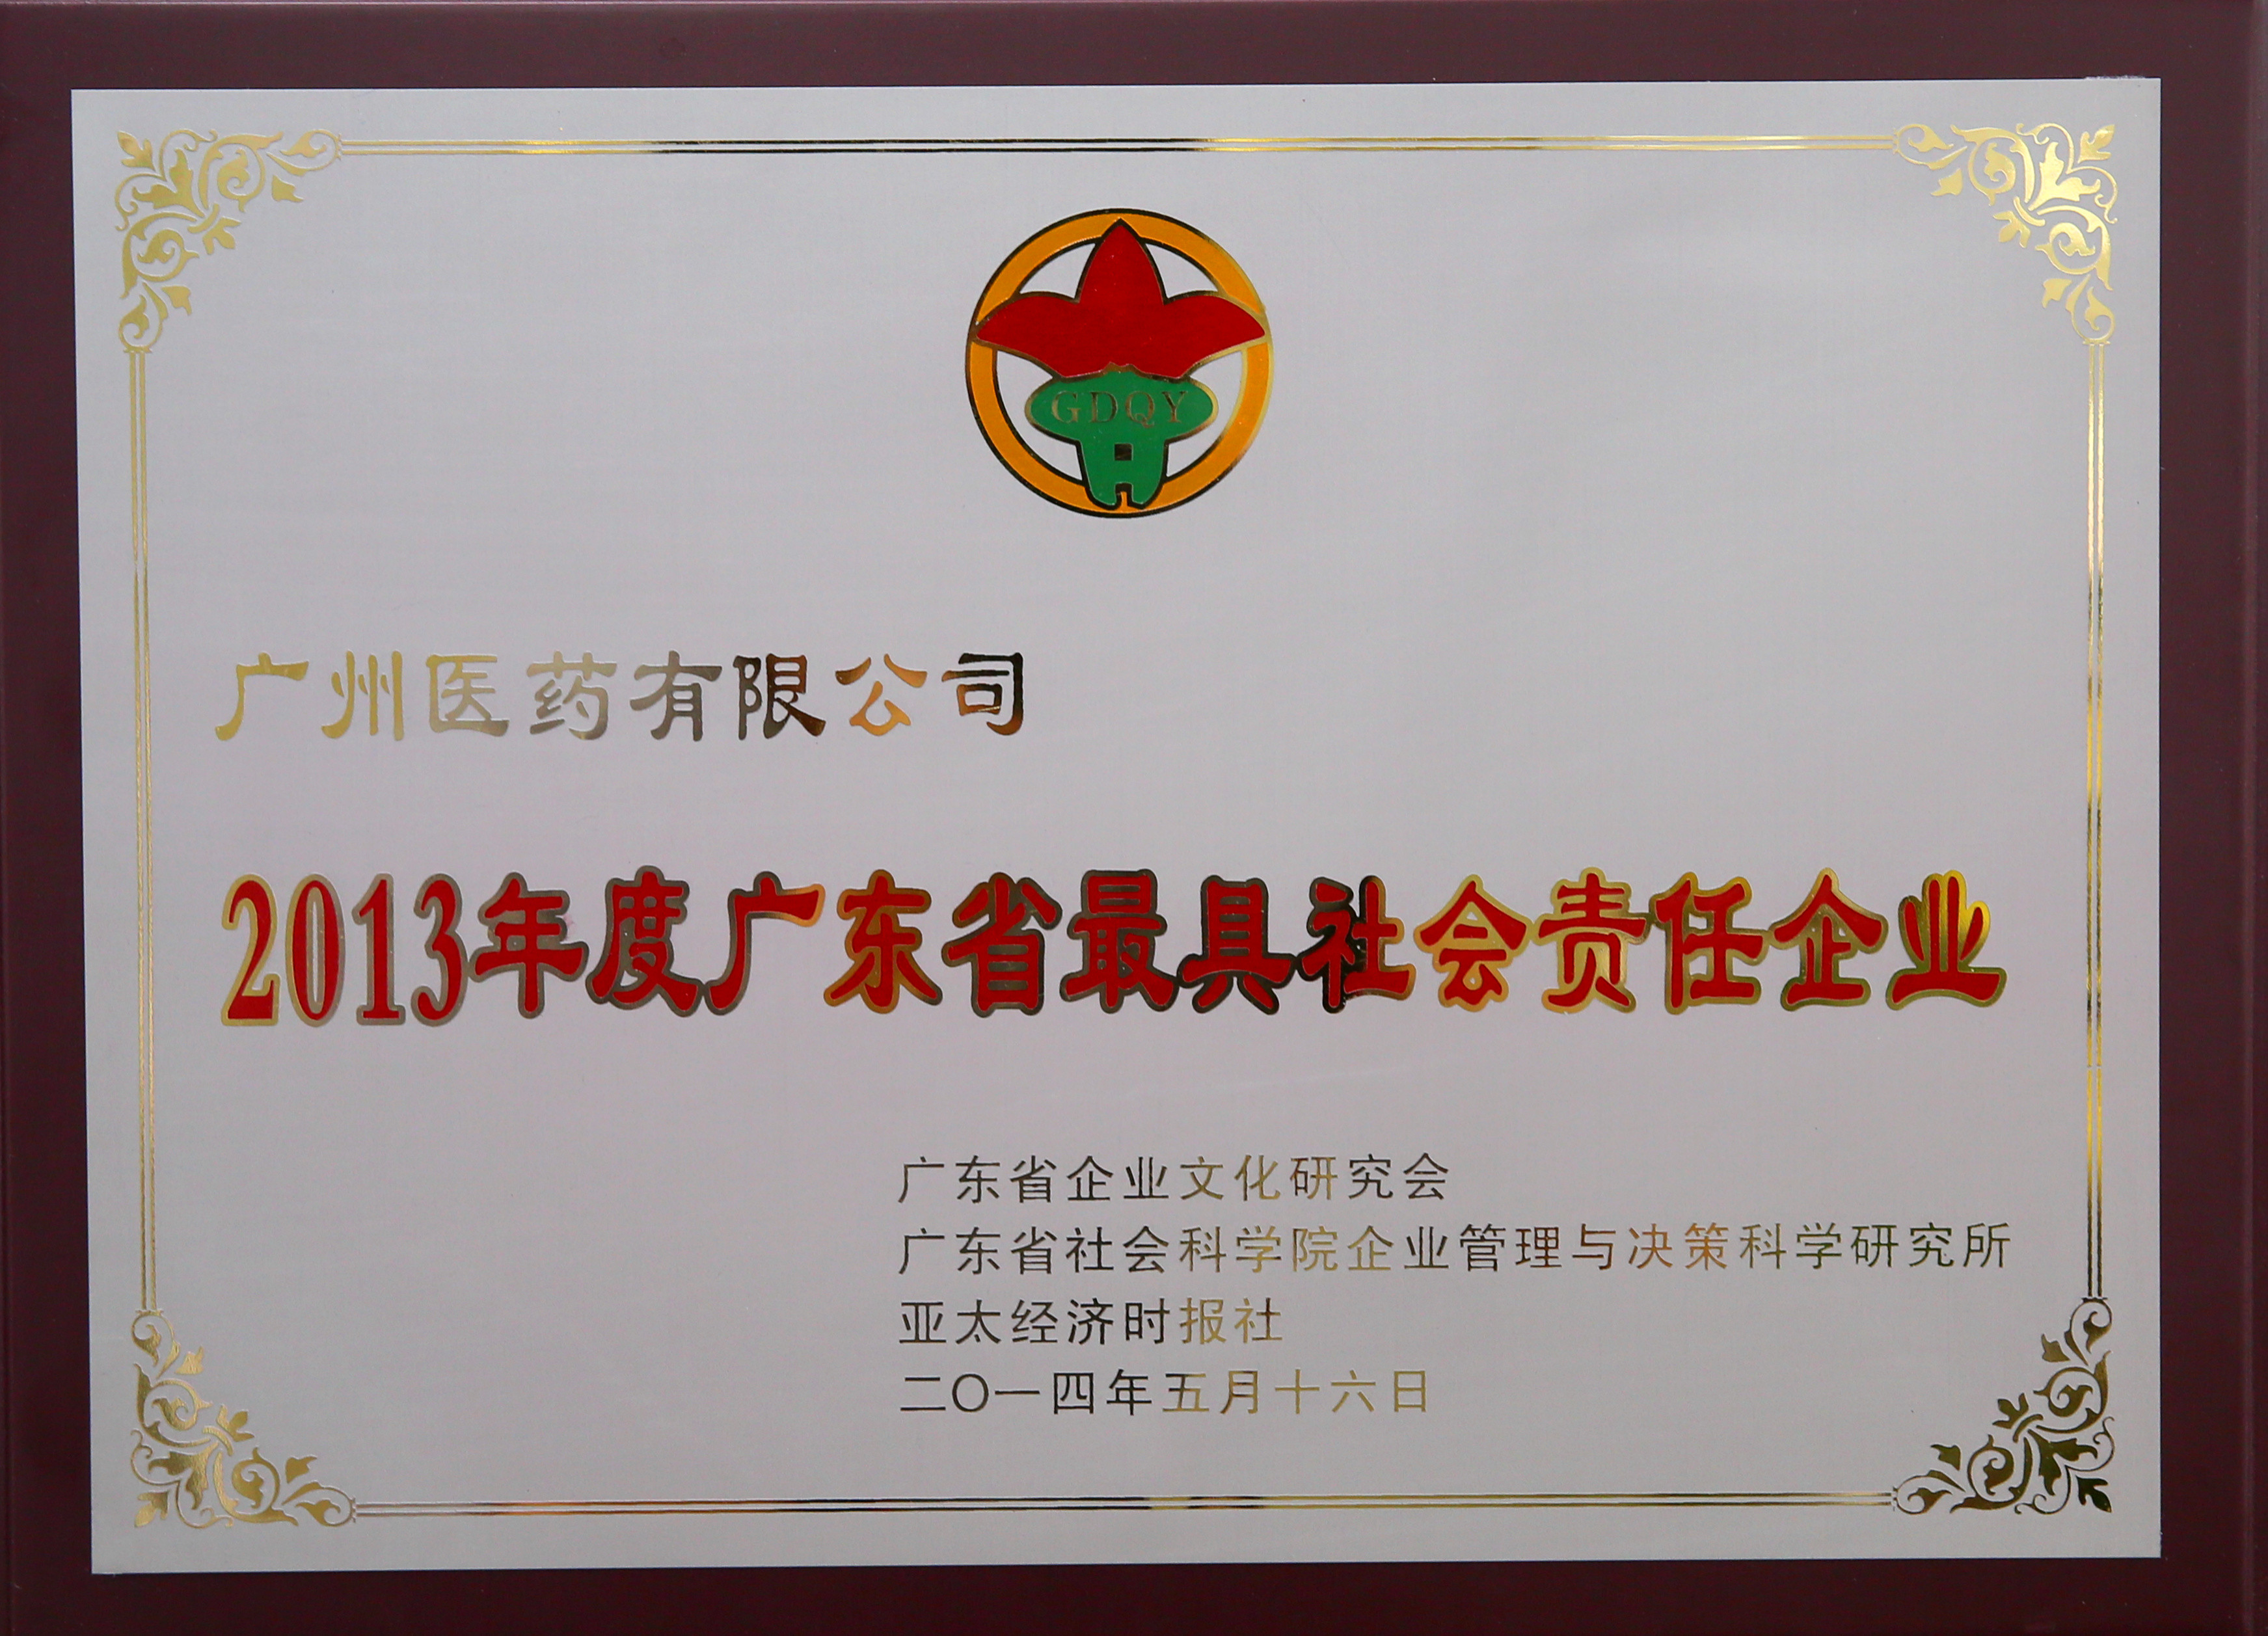 GDQY
广州医药有限公司
2013年度广东省最具社会责任企业
广东省企业文化研究会
广东省社会科学院企业管理与决策科学研究所
亚太经济时报社
二〇一四年五月十六日